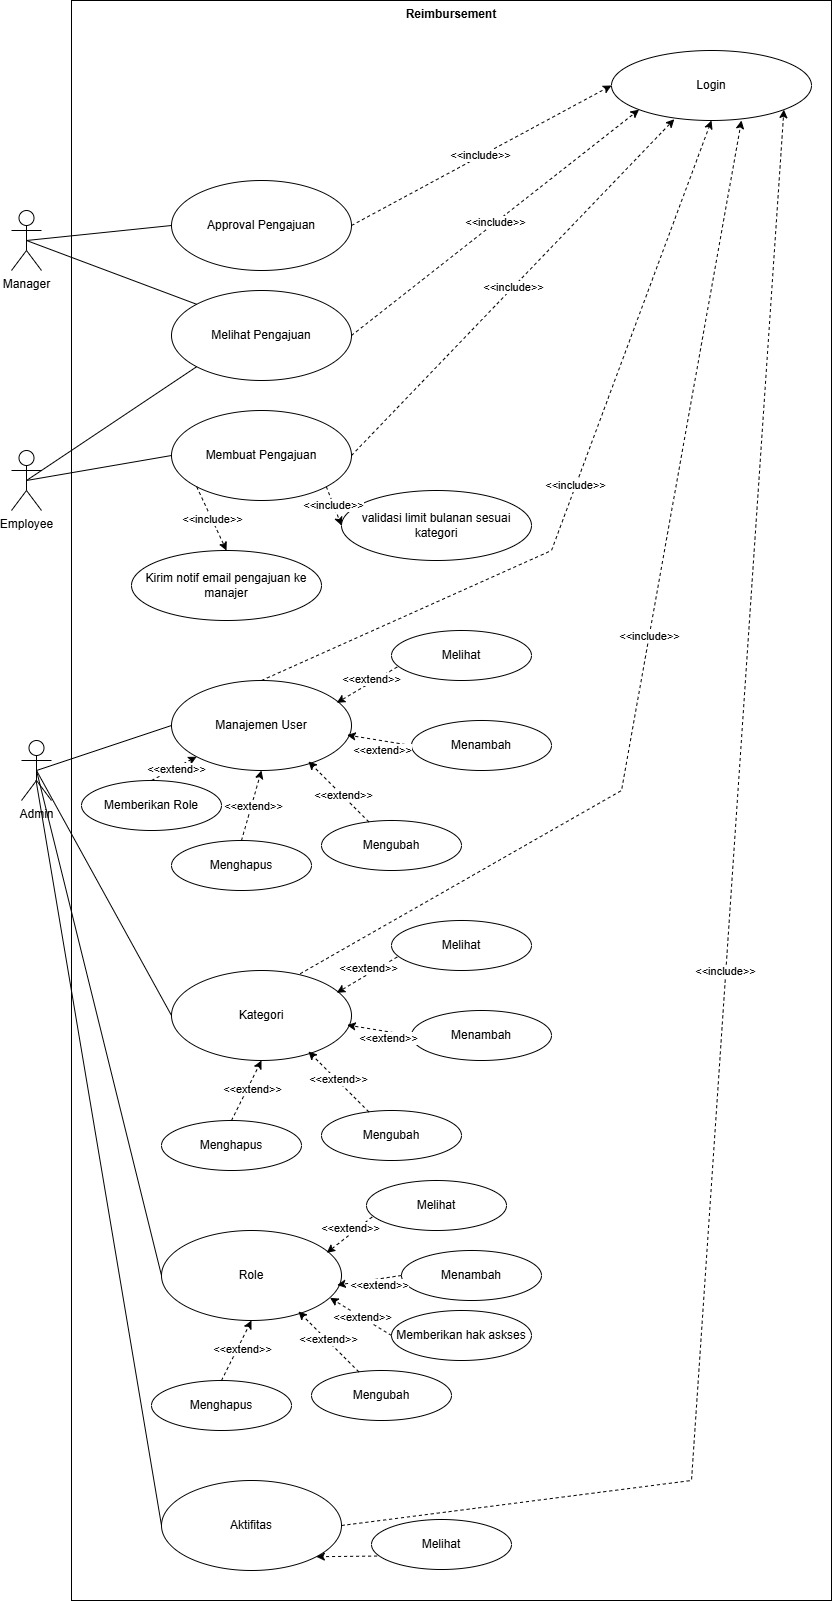 Reimbursement
Login
<<include>>
Approval Pengajuan
<<include>>
Manager
<<include>>
Melihat Pengajuan
Membuat Pengajuan
<<include>>
<<include>>
<<include>>
validasi limit bulanan sesuai
kategori
Employee
Kirim notif email pengajuan ke
manajer
<<include>>
Melihat
<<extend>>
Manajemen User
Menambah
<<extend>>
<<extend>>
Memberikan Role
<<extend>>
<<extend>>
Admin
Mengubah
Menghapus
Melihat
<<extend>>
<<include>>
Kategori
Menambah
<<extend>>
<<extend>>
<<extend>>
Mengubah
Menghapus
Melihat
<<extend>>
Role
Menambah
<<extend>>
<<extend>>
Memberikan hak askses
<<extend>>
<<extend>>
Mengubah
Menghapus
Aktifitas
Melihat